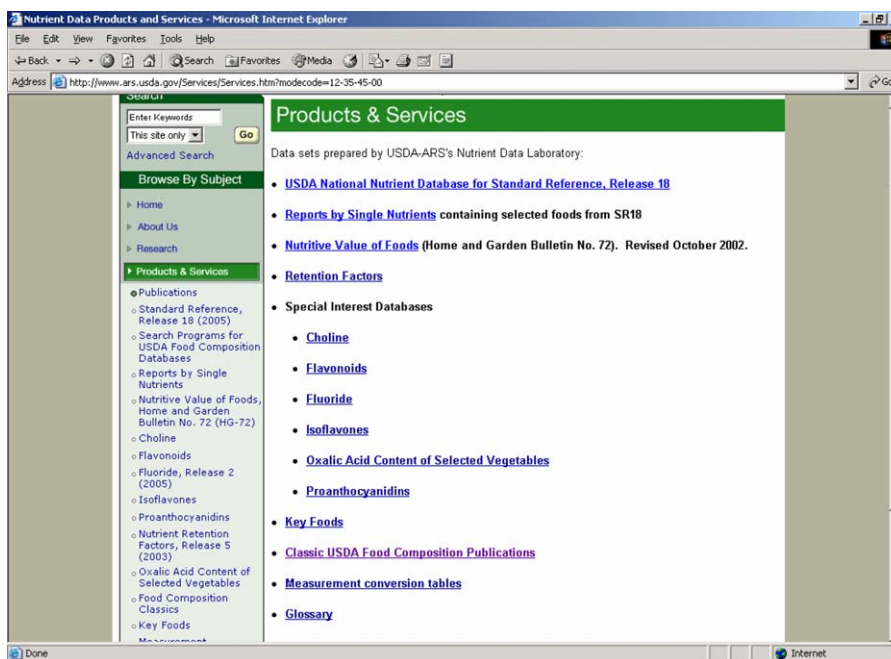 Nutrient Data Products and Services - Microsoft Internet Explorer
File Edit View Favorites Tools Help
Back Search Favorites Media
Address http://www.ars.usda.gov/Services/Services.htm?modecode=12-35-45-00 Go
Search
Enter Keywords
This site only Go
Advanced Search
Browse By Subject
Home
About Us
Research
Products & Services
Publications
Standard Reference,
Release 18 (2005)
Search Programs for
USDA Food Composition
Databases
Reports by Single
Nutrients
Nutritive Value of Foods,
Home and Garden
Bulletin No. 72 (HG-72)
Choline
Flavonoids
Fluoride, Release 2
(2005)
Isoflavones
Proanthocyanidins
Nutrient Retention
Factors, Release 5
(2003)
Oxalic Acid Content of
Selected Vegetables
Food Composition
Classics
Key Foods
Measurement
Products & Services
Data sets prepared by USDA-ARS's Nutrient Data Laboratory:
USDA National Nutrient Database for Standard Reference, Release 18
Reports by Single Nutrients containing selected foods from SR18
Nutritive Value of Foods (Home and Garden Bulletin No. 72). Revised October 2002.
Retention Factors
Special Interest Databases
Choline
Flavonoids
Fluoride
Isoflavones
Oxalic Acid Content of Selected Vegetables
Proanthocyanidins
Key Foods
Classic USDA Food Composition Publications
Measurement conversion tables
Glossary
Done Internet